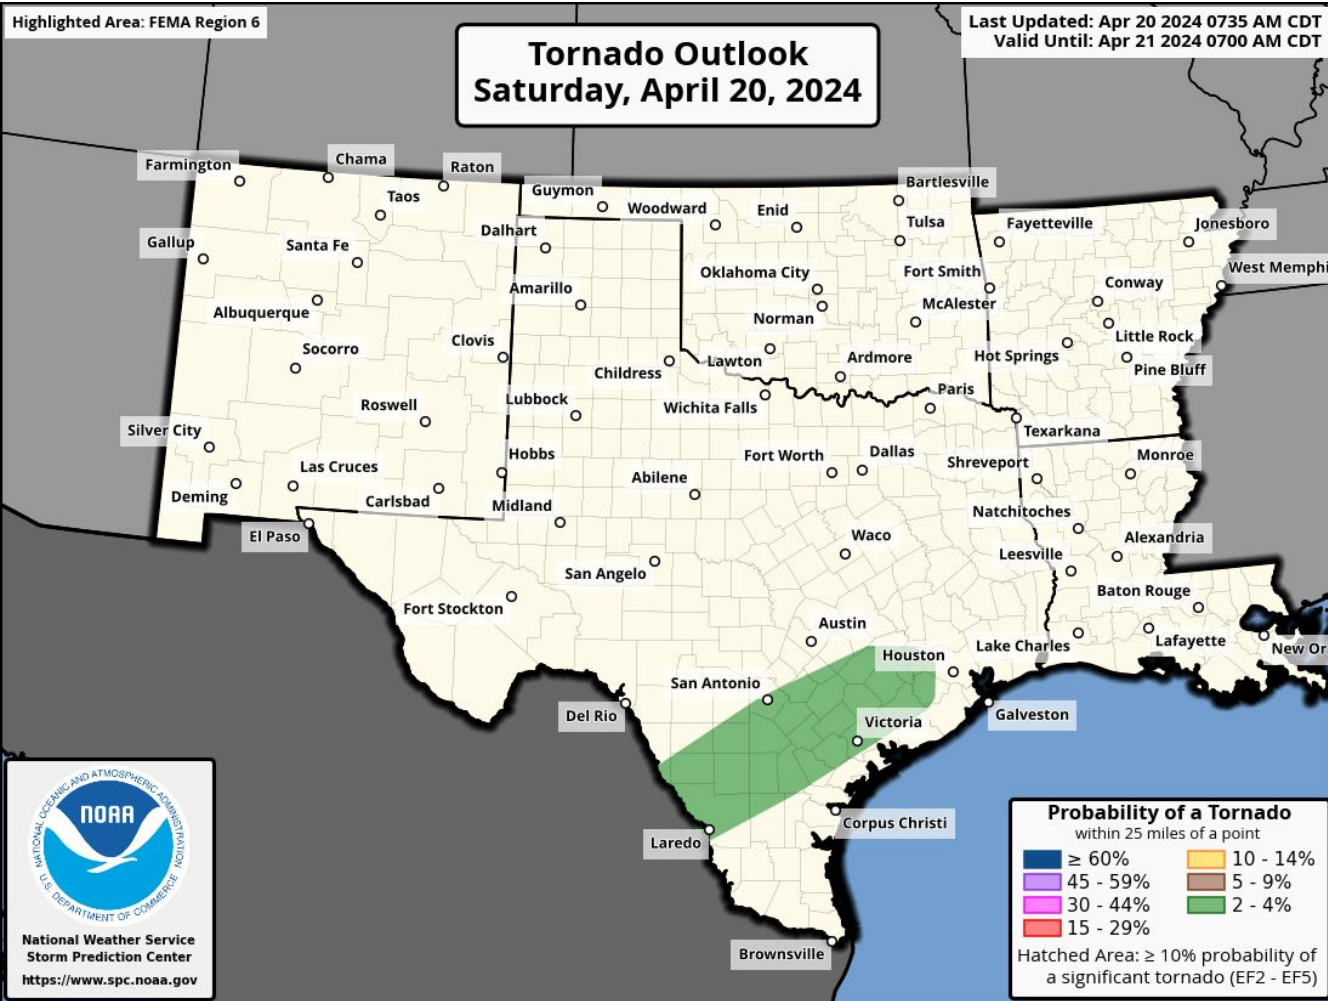 Highlighted Area: FEMA Region 6
Last Updated: Apr 20 2024 0735 AM CDT
Valid Until: Apr 21 2024 0700 AM CDT
Tornado Outlook
Saturday, April 20, 2024
Farmington
Chama
Raton
Taos
Guymon
Woodward
Enid
Bartlesville
Tulsa
Fayetteville
Jonesboro
Gallup
Santa Fe
Dalhart
Oklahoma City
Fort Smith
West Memphi
Amarillo
Conway
Albuquerque
Norman
McAlester
Socorro
Clovis
Childress
Lawton
Ardmore
Hot Springs
Little Rock
Pine Bluff
Roswell
Lubbock
Wichita Falls
Paris
Silver City
Texarkana
Las Cruces
Hobbs
Abilene
Fort Worth
Dallas
Shreveport
Monroe
Deming
Carlsbad
Midland
Natchitoches
El Paso
Waco
Leesville
Alexandria
San Angelo
Baton Rouge
Fort Stockton
Austin
Lake Charles
Lafayette
New Or
Houston
San Antonio
Del Rio
Victoria
Galveston
Laredo
Corpus Christi
Brownsville
NATIONAL OCEANIC AND ATMOSPHERIC ADMINISTRATION
NOAA
U.S. DEPARTMENT OF COMMERCE
National Weather Service
Storm Prediction Center
https://www.spc.noaa.gov
Probability of a Tornado
within 25 miles of a point
≥ 60%
45 - 59%
30 - 44%
15 - 29%
10 - 14%
5 - 9%
2 - 4%
Hatched Area: ≥ 10% probability of
a significant tornado (EF2 - EF5)